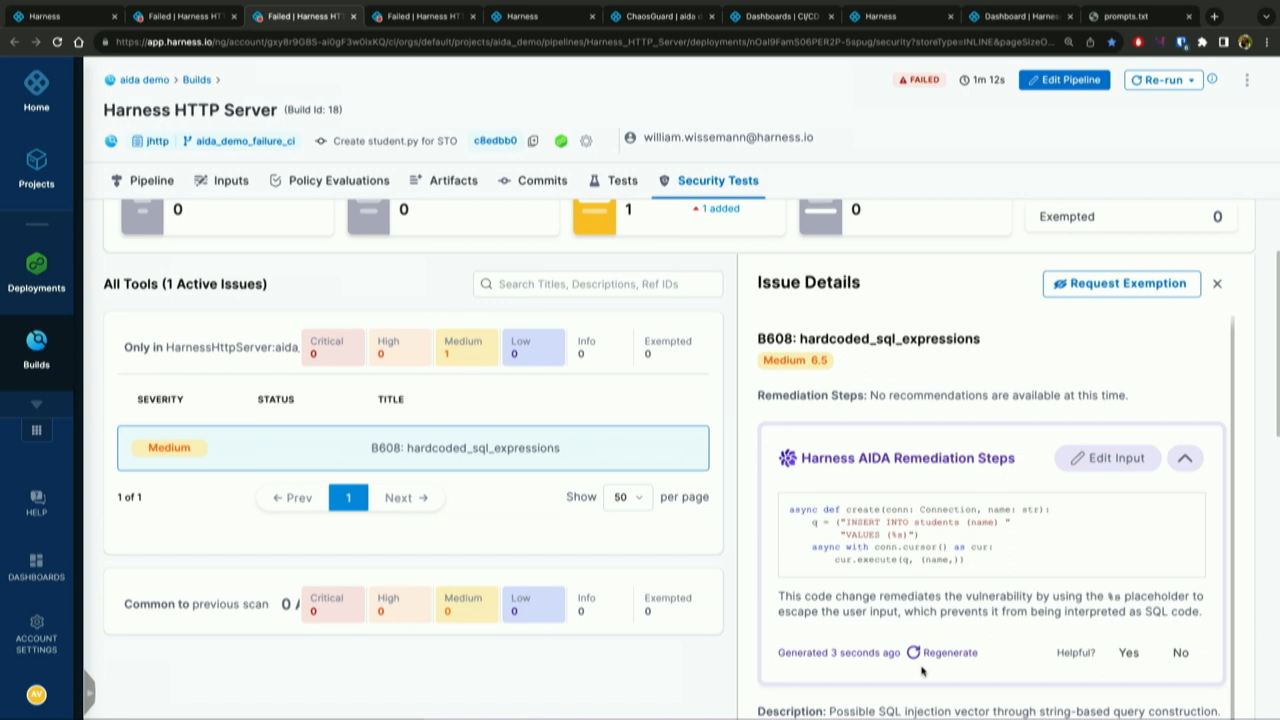 Harness
Failed | Harness HT
Failed | Harness HT
Failed | Harness HT
Harness
ChaosGuard | aida
Dashboards | CI/CD
Harness
Dashboard | Harne
prompts.txt
Home
Projects
Deployments
Builds
HELP
DASHBOARDS
ACCOUNT
SETTINGS
AV
aida demo > Builds >
FAILED
1m 12s
Edit Pipeline
Re-run
Harness HTTP Server (Build Id: 18)
jhttp
aida_demo_failure_ci
Create student.py for STO
c8edbb0
william.wissemann@harness.io
Pipeline
Inputs
Policy Evaluations
Artifacts
Commits
Tests
Security Tests
0
0
1
1 added
0
Exempted
0
All Tools (1 Active Issues)
Search Titles, Descriptions, Ref IDs
Only in HarnessHttpServer:aida
Critical
0
High
0
Medium
1
Low
0
Info
0
Exempted
0
SEVERITY
STATUS
TITLE
Medium
B608: hardcoded_sql_expressions
1 of 1
← Prev
1
Next →
Show
50
per page
Common to previous scan
0
Critical
0
High
0
Medium
0
Low
0
Info
0
Exempted
0
Issue Details
Request Exemption
B608: hardcoded_sql_expressions
Medium 6.5
Remediation Steps: No recommendations are available at this time.
Harness AIDA Remediation Steps
Edit Input
async def create(conn: Connection, name: str):
q = ("INSERT INTO students (name) "
"VALUES (%s)")
async with conn.cursor() as cur:
cur.execute(q, (name,))
This code change remediates the vulnerability by using the %s placeholder to
escape the user input, which prevents it from being interpreted as SQL code.
Generated 3 seconds ago
Regenerate
Helpful?
Yes
No
Description: Possible SQL injection vector through string-based query construction.